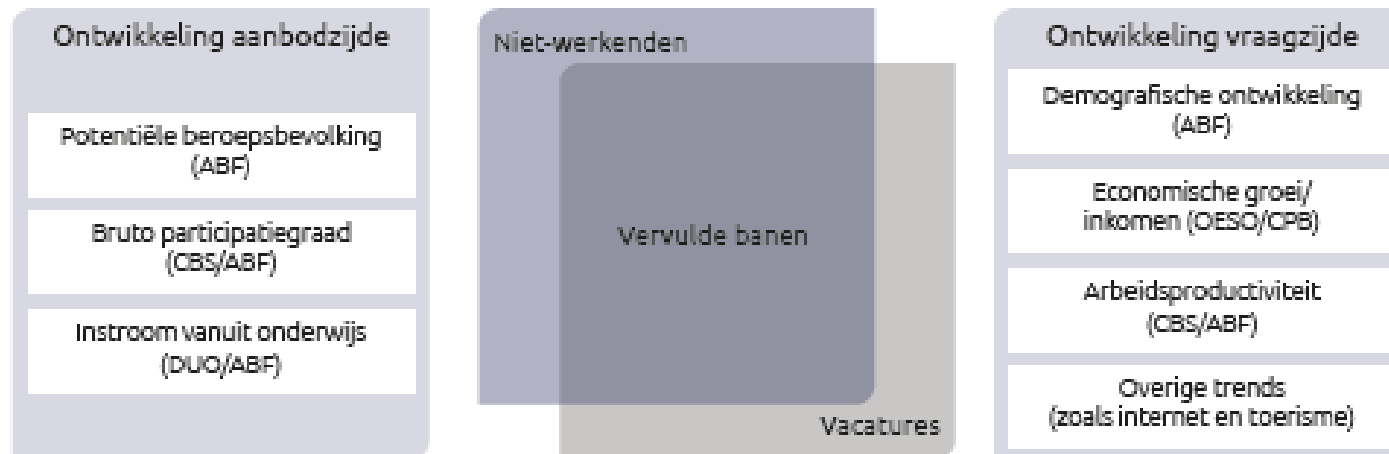 Ontwikkeling aanbodzijde
Potentiële beroepsbevolking
(ABF)
Bruto participatiegraad
(CBS/ABF)
Instroom vanuit onderwijs
(DUO/ABF)
Niet-werkenden
Vervulde banen
Vacatures
Ontwikkeling vraagzijde
Demografische ontwikkeling
(ABF)
Economische groei/
inkomen (OESO/CPB)
Arbeidsproductiviteit
(CBS/ABF)
Overige trends
(zoals internet en toerisme)